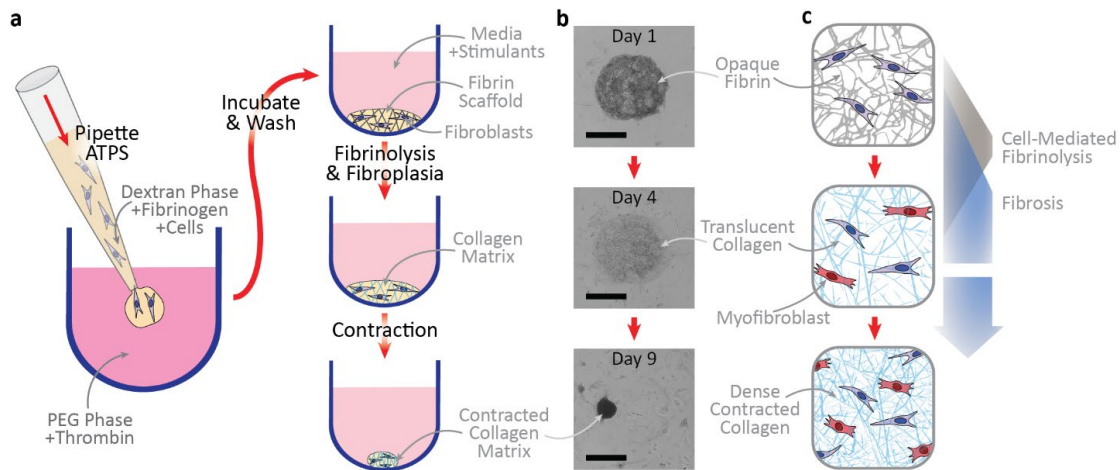 a
Pipette
ATPS
Dextran Phase
+Fibrinogen
+Cells
PEG Phase
+Thrombin
Incubate
& Wash
Media
+Stimulants
Fibrin
Scaffold
Fibroblasts
Fibrinolysis
& Fibroplasia
Collagen
Matrix
Contraction
Contracted
Collagen
Matrix
b
Day 1
Day 4
Day 9
c
Opaque
Fibrin
Translucent
Collagen
Myofibroblast
Dense
Contracted
Collagen
Cell-Mediated
Fibrinolysis
Fibrosis